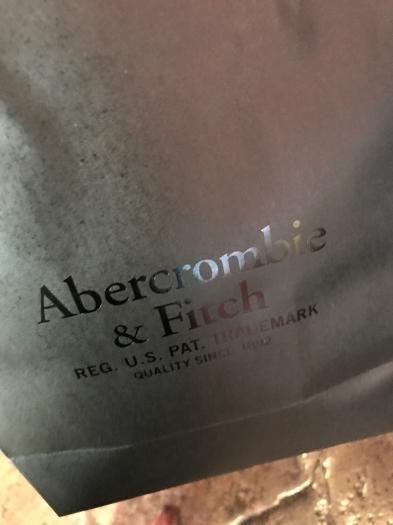 Abercrombie
& Fitch
REG. U.S. PAT. TRADEMARK
QUALITY SINCE 1892